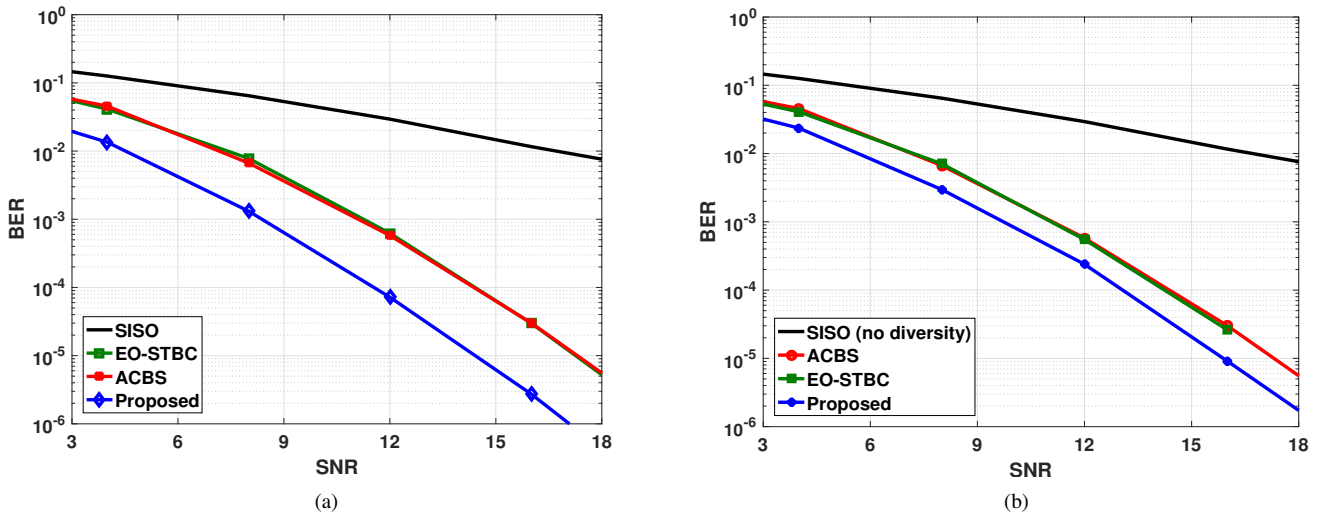 10^0
10^-1
10^-2
10^-3
10^-4
10^-5
10^-6
BER
3 6 9 12 15 18
SNR
SISO
EO-STBC
ACBS
Proposed
(a)
10^0
10^-1
10^-2
10^-3
10^-4
10^-5
10^-6
BER
3 6 9 12 15 18
SNR
SISO (no diversity)
ACBS
EO-STBC
Proposed
(b)